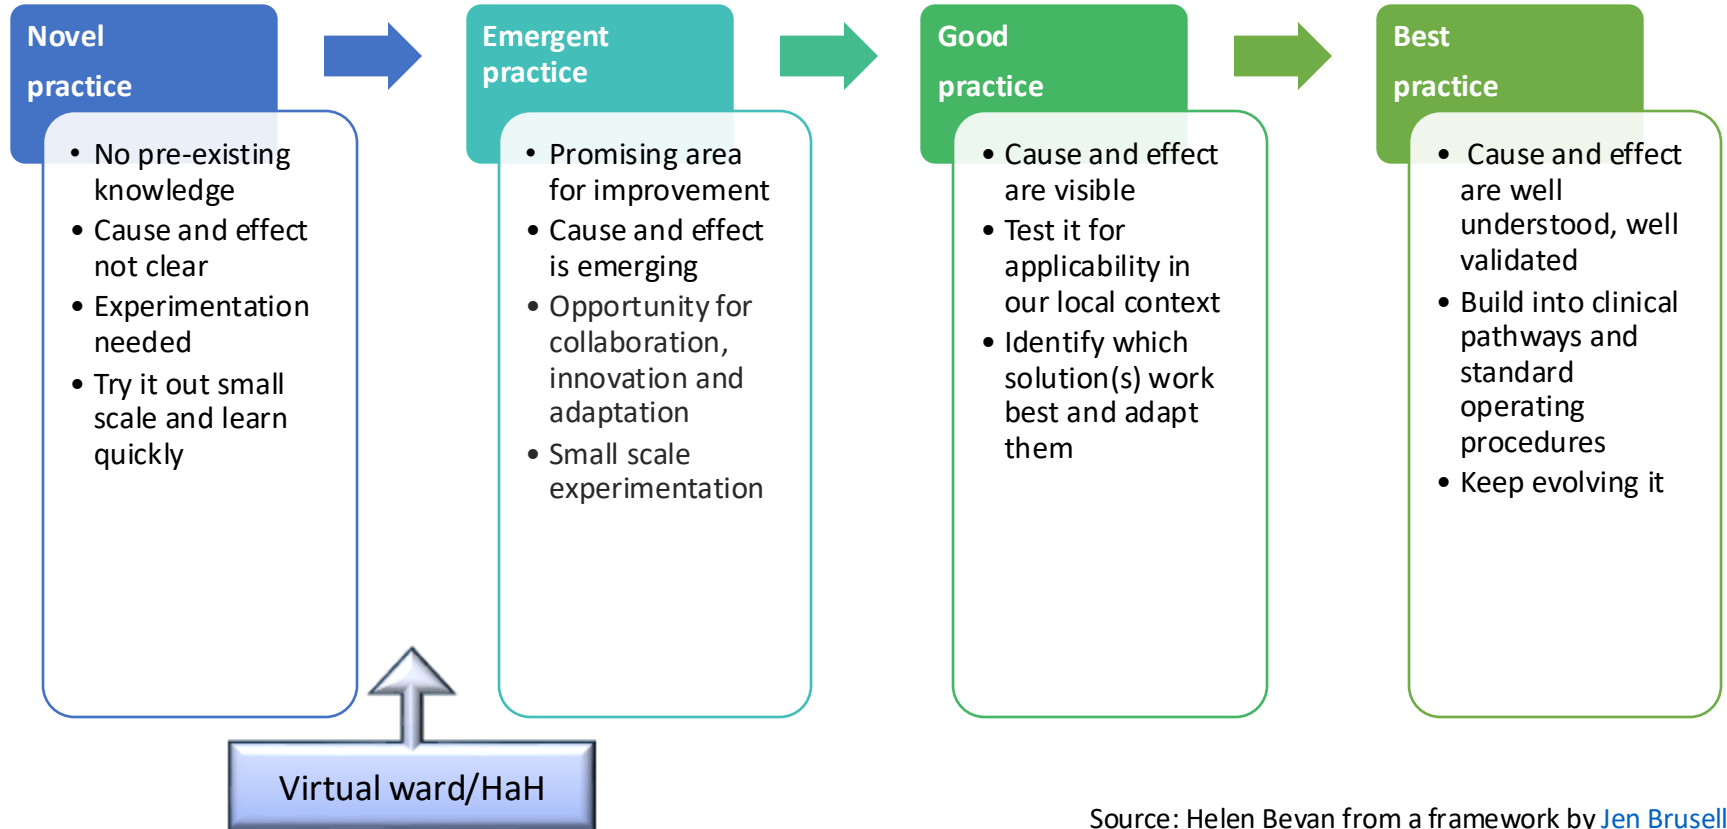 Novel
practice
• No pre-existing
knowledge
• Cause and effect
not clear
• Experimentation
needed
• Try it out small
scale and learn
quickly
Emergent
practice
• Promising area
for improvement
• Cause and effect
is emerging
• Opportunity for
collaboration,
innovation and
adaptation
• Small scale
experimentation
Good
practice
• Cause and effect
are visible
• Test it for
applicability in
our local context
• Identify which
solution(s) work
best and adapt
them
Best
practice
• Cause and effect
are well
understood, well
validated
• Build into clinical
pathways and
standard
operating
procedures
• Keep evolving it
Virtual ward/HaH
Source: Helen Bevan from a framework by Jen Brusell